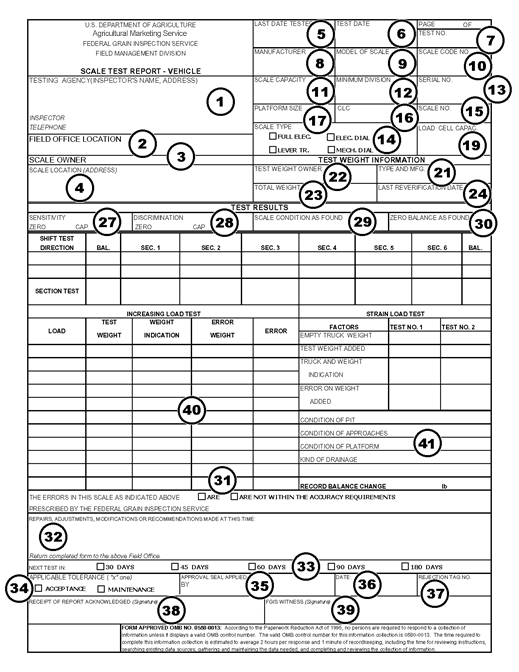 U.S. DEPARTMENT OF AGRICULTURE
Agricultural Marketing Service
FEDERAL GRAIN INSPECTION SERVICE
FIELD MANAGEMENT DIVISION
SCALE TEST REPORT - VEHICLE
LAST DATE TESTED 5
TEST DATE 6
PAGE OF
TEST NO. 7
MANUFACTURER 8
MODEL OF SCALE 9
SCALE CODE NO. 10
TESTING AGENCY(INSPECTOR'S NAME, ADDRESS)
1
INSPECTOR
TELEPHONE
SCALE CAPACITY 11
MINIMUM DIVISION 12
SERIAL NO. 13
PLATFORM SIZE 17
CLC 16
SCALE NO. 15
SCALE TYPE 14
FULL ELEC. ELEC. DIAL
LEVER TR. MECH. DIAL
LOAD CELL CAPAC. 19
FIELD OFFICE LOCATION 2
SCALE OWNER 3
TEST WEIGHT INFORMATION
SCALE LOCATION (ADDRESS)
4
TEST WEIGHT OWNER 22
TYPE AND MFG. 21
TOTAL WEIGHT 23
LAST REVERIFICATION DATE 24
TEST RESULTS
SENSITIVITY
ZERO CAP. 27
DISCRIMINATION
ZERO CAP. 28
SCALE CONDITION AS FOUND 29
ZERO BALANCE AS FOUND 30
SHIFT TEST
DIRECTION BAL. SEC. 1 SEC. 2 SEC. 3 SEC. 4 SEC. 5 SEC. 6 BAL.
SECTION TEST
INCREASING LOAD TEST STRAIN LOAD TEST
LOAD TEST WEIGHT WEIGHT INDICATION ERROR WEIGHT ERROR
FACTORS TEST NO. 1 TEST NO. 2
EMPTY TRUCK WEIGHT
TEST WEIGHT ADDED
TRUCK AND WEIGHT
INDICATION
ERROR ON WEIGHT
ADDED
40
CONDITION OF PIT
CONDITION OF APPROACHES
CONDITION OF PLATFORM 41
KIND OF DRAINAGE
31
RECORD BALANCE CHANGE lb
THE ERRORS IN THIS SCALE AS INDICATED ABOVE ARE ARE NOT WITHIN THE ACCURACY REQUIREMENTS
PRESCRIBED BY THE FEDERAL GRAIN INSPECTION SERVICE
REPAIRS, ADJUSTMENTS, MODIFICATIONS OR RECOMMENDATIONS MADE AT THIS TIME:
32
Return completed form to the above Field Office
NEXT TEST IN: 30 DAYS 45 DAYS 60 DAYS 33 90 DAYS 180 DAYS
34 APPLICABLE TOLERANCE ( "x" one)
ACCEPTANCE MAINTENANCE
APPROVAL SEAL APPLIED
BY 35
DATE 36
REJECTION TAG NO.
37
RECEIPT OF REPORT ACKNOWLEDGED (Signature) 38
FGIS WITNESS (Signature) 39
FORM APPROVED OMB NO. 0580-0013. According to the Paperwork Reduction Act of 1995, no persons are required to respond to a collection of
information unless it displays a valid OMB control number. The valid OMB control number for this information collection is 0580-0013. The time required to
complete this information collection is estimated to average 2 hours per response and 1 minute of recordkeeping, including the time for reviewing instructions,
searching existing data sources, gathering and maintaining the data needed, and completing and reviewing the collection of information.